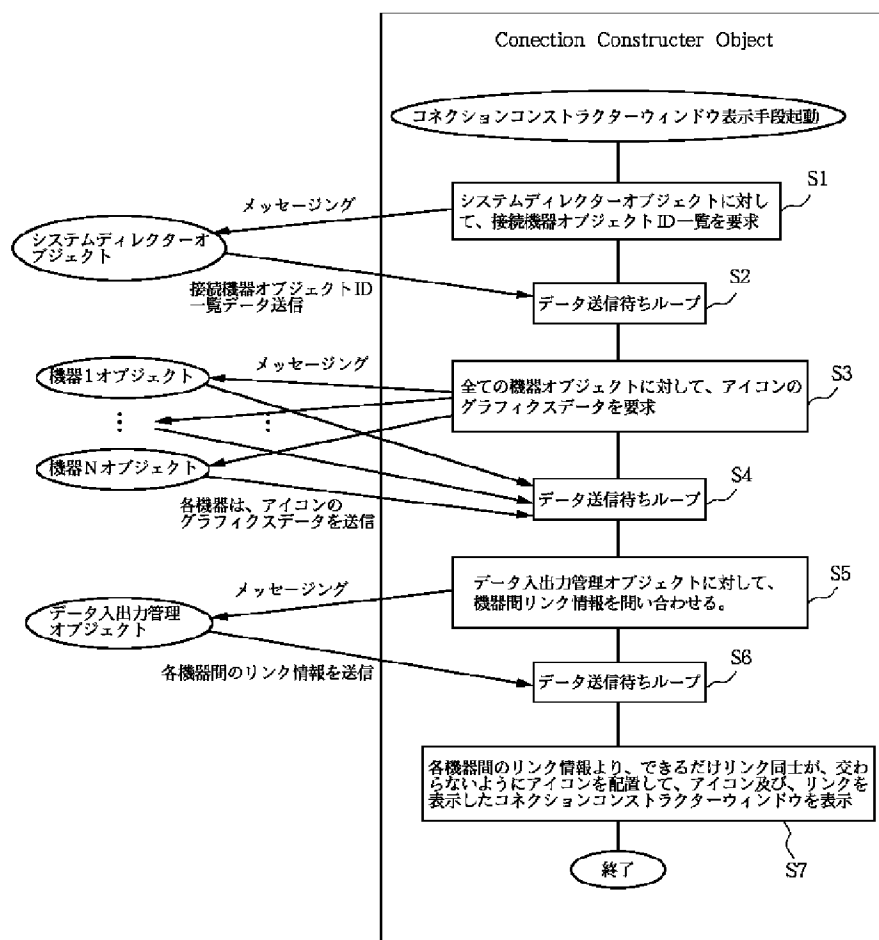 Conection Constructer Object
コネクションコンストラクターウィンドウ表示手段起動
S1
メッセージング
システムディレクターオブジェクトに対し
て、接続機器オブジェクトID一覧を要求
システムディレクターオ
ブジェクト
接続機器オブジェクトID
一覧データ送信
S2
データ送信待ちループ
メッセージング
機器1オブジェクト
S3
全ての機器オブジェクトに対して、アイコンの
グラフィクスデータを要求
⋮
⋮
機器Nオブジェクト
S4
データ送信待ちループ
各機器は、アイコンの
グラフィクスデータを送信
メッセージング
S5
データ入出力管理オブジェクトに対して、
機器間リンク情報を問い合わせる。
データ入出力管理
オブジェクト
各機器間のリンク情報を送信
S6
データ送信待ちループ
各機器間のリンク情報より、できるだけリンク同士が、交わ
らないようにアイコンを配置して、アイコン及び、リンクを
表示したコネクションコンストラクターウィンドウを表示
S7
終了